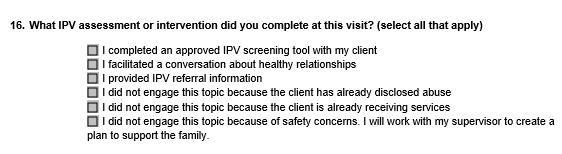 16. What IPV assessment or intervention did you complete at this visit? (select all that apply)
I completed an approved IPV screening tool with my client
I facilitated a conversation about healthy relationships
I provided IPV referral information
I did not engage this topic because the client has already disclosed abuse
I did not engage this topic because the client is already receiving services
I did not engage this topic because of safety concerns. I will work with my supervisor to create a
plan to support the family.